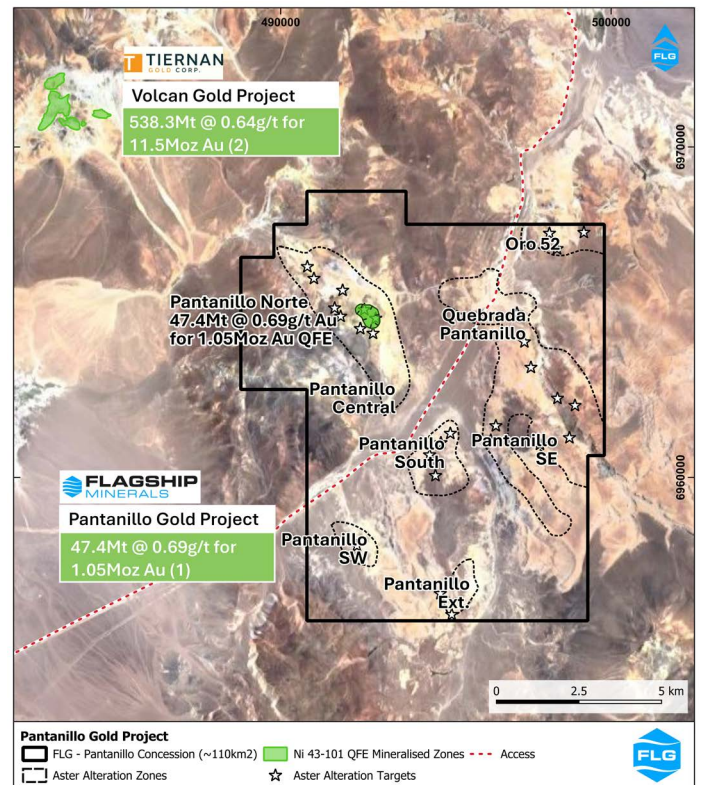 490000
500000
FLG
TIERNAN
GOLD CORP.
Volcan Gold Project
538.3Mt @ 0.64g/t for
11.5Moz Au (2)
6970000
Oro 52
Pantanillo Norte
47.4Mt @ 0.69g/t Au
for 1.05Moz Au QFE
Quebrada
Pantanillo
Pantanillo
Central
Pantanillo
South
Pantanillo
SE
FLAGSHIP
MINERALS
Pantanillo Gold Project
47.4Mt @ 0.69g/t for
1.05Moz Au (1)
6960000
Pantanillo
SW
Pantanillo
Ext
0 2.5 5 km
Pantanillo Gold Project
FLG - Pantanillo Concession (~110km2)
Ni 43-101 QFE Mineralised Zones
Access
Aster Alteration Zones
Aster Alteration Targets
FLG